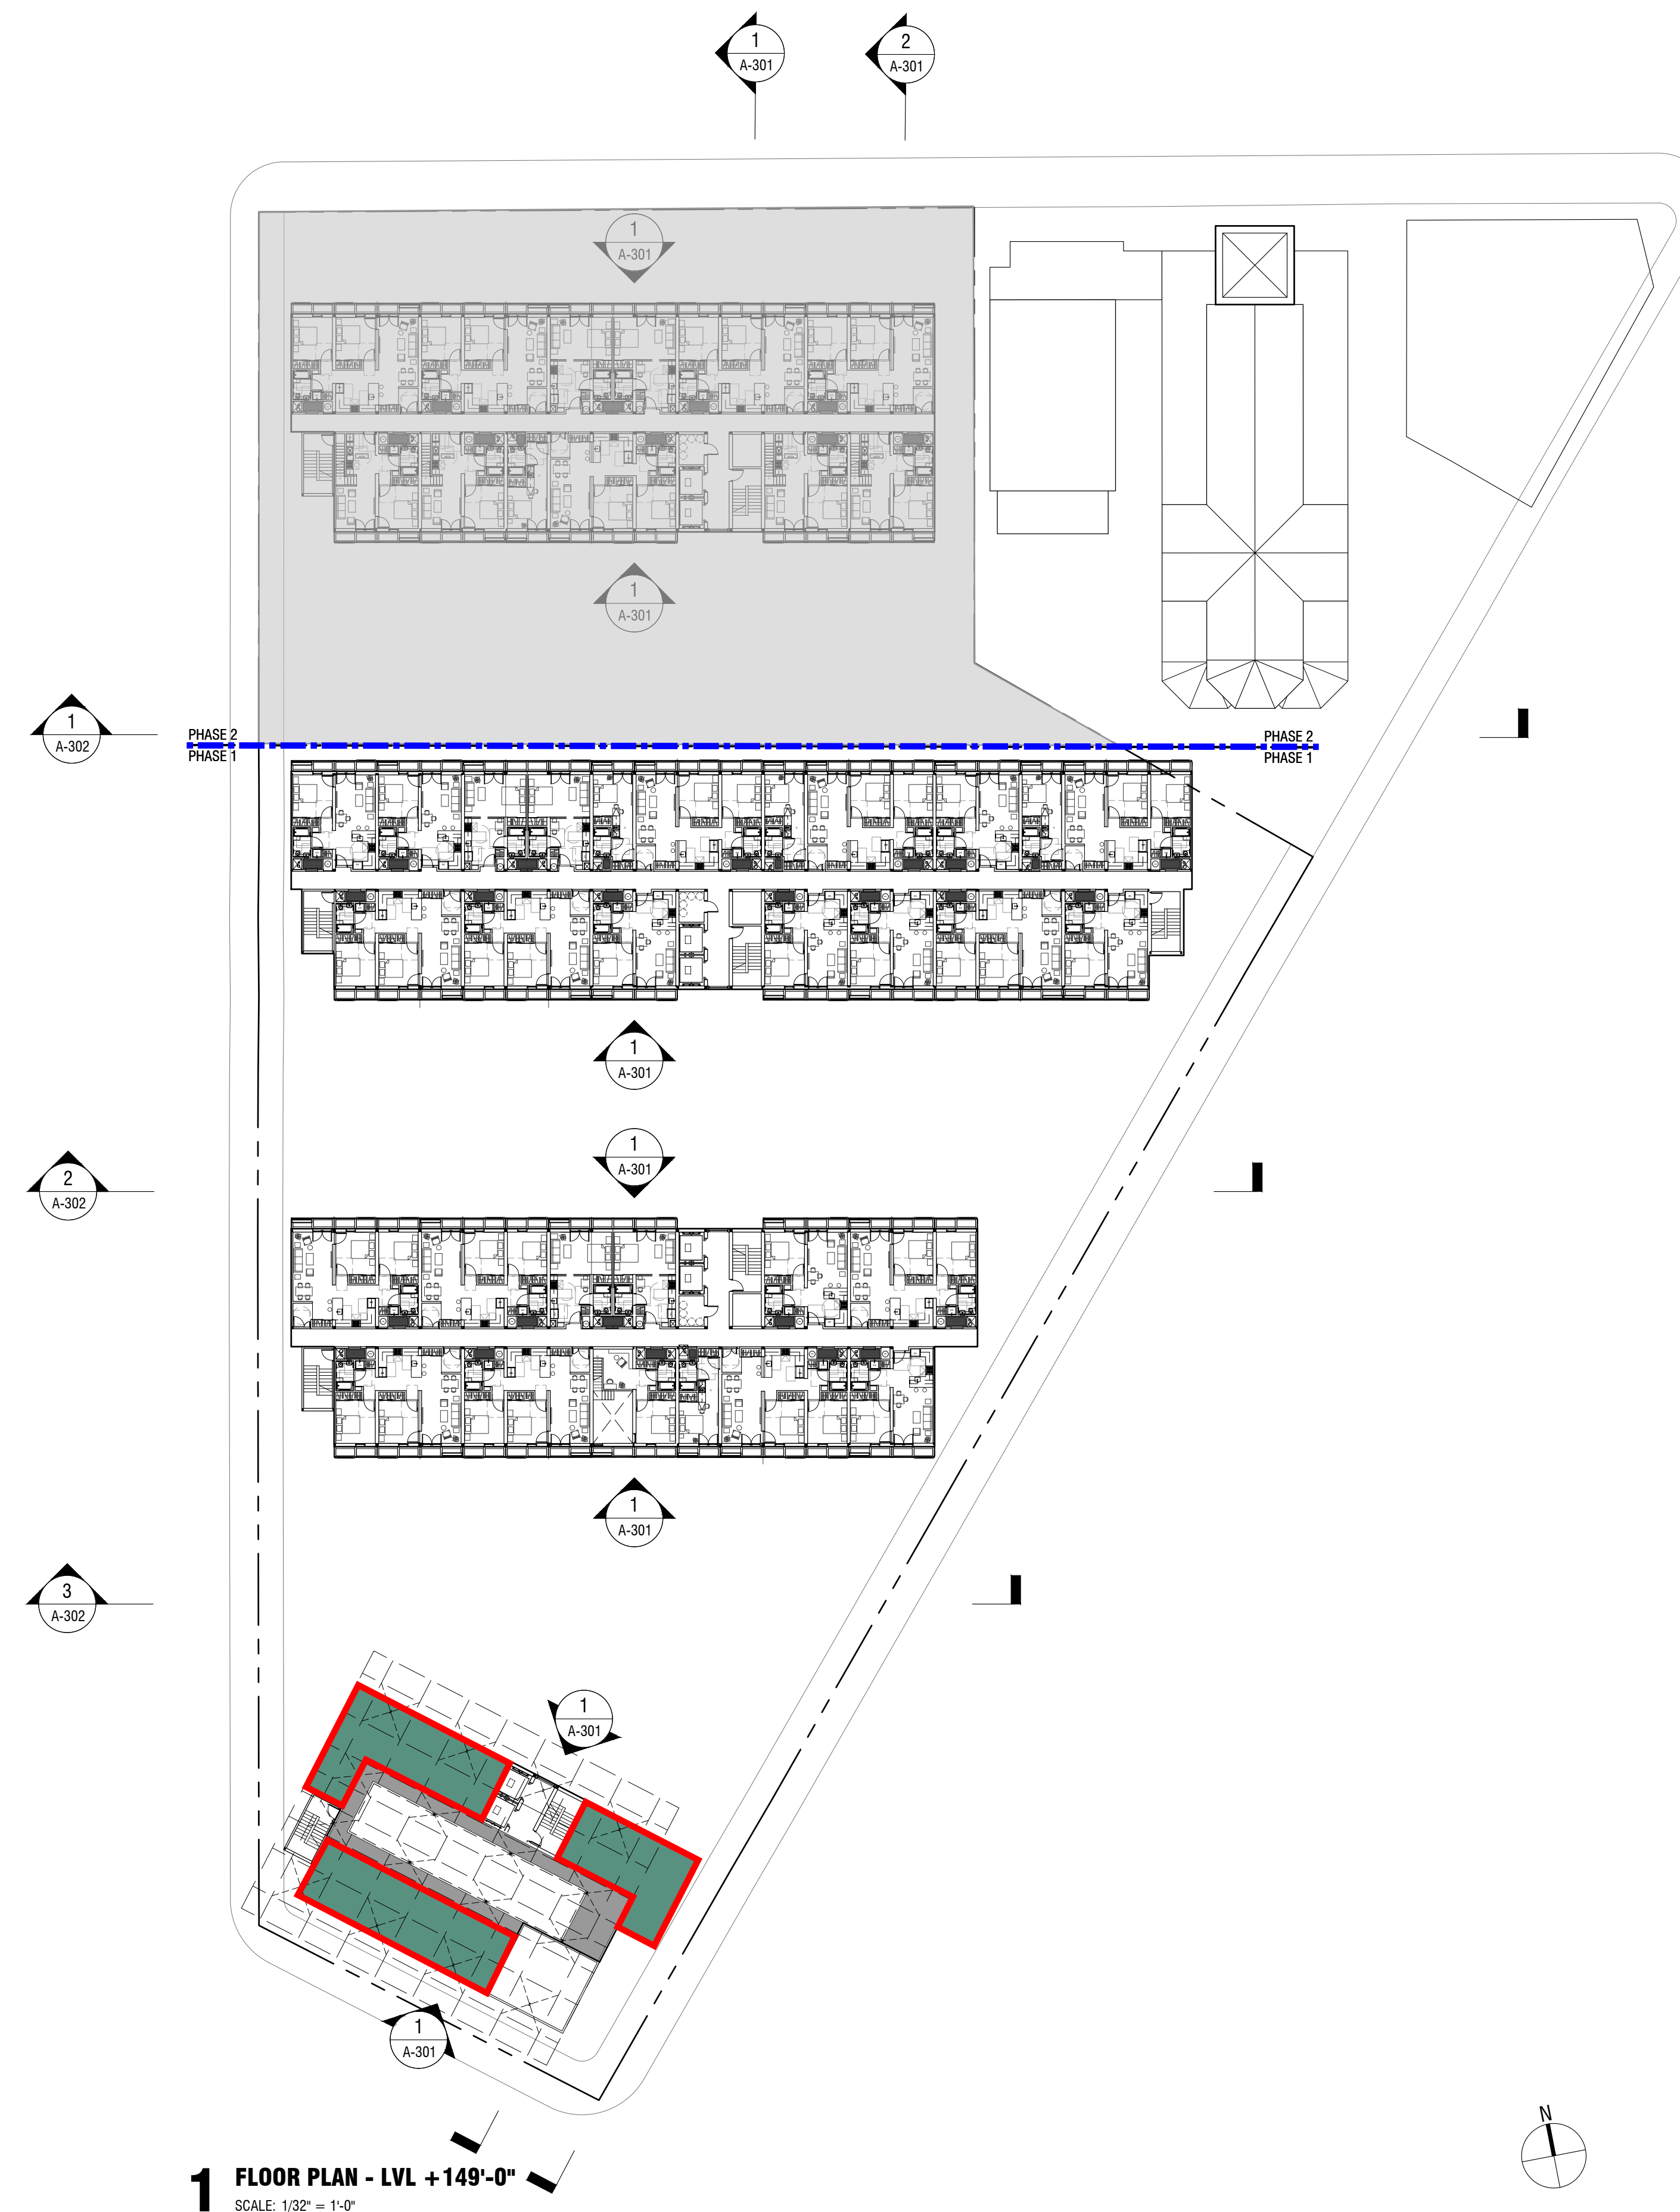 1
A-301
2
A-301
1
A-301
1
A-301
1
A-302
PHASE 2
PHASE 1
PHASE 2
PHASE 1
1
A-301
1
A-301
2
A-302
1
A-301
3
A-302
1
A-301
1
A-301
N
1
FLOOR PLAN - LVL +149'-0"
SCALE: 1/32" = 1'-0"